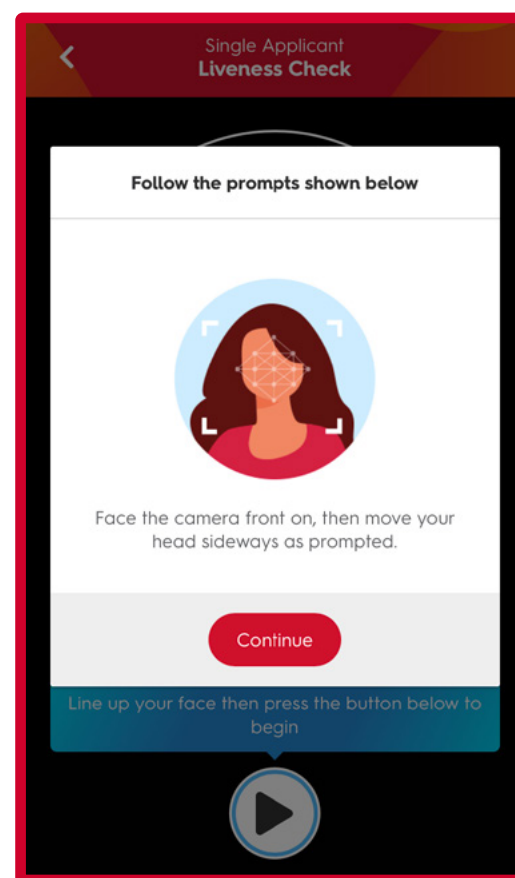 Single Applicant
Liveness Check
Follow the prompts shown below
Face the camera front on, then move your
head sideways as prompted.
Continue
Line up your face then press the button below to
begin